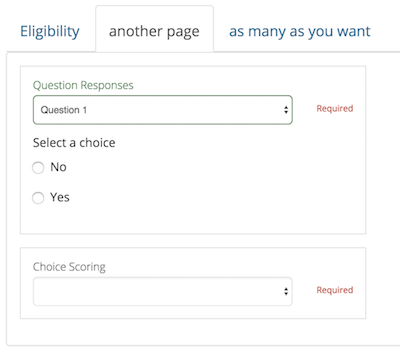 Eligibility another page as many as you want
Question Responses
Question 1 Required
Select a choice
No
Yes
Choice Scoring
Required